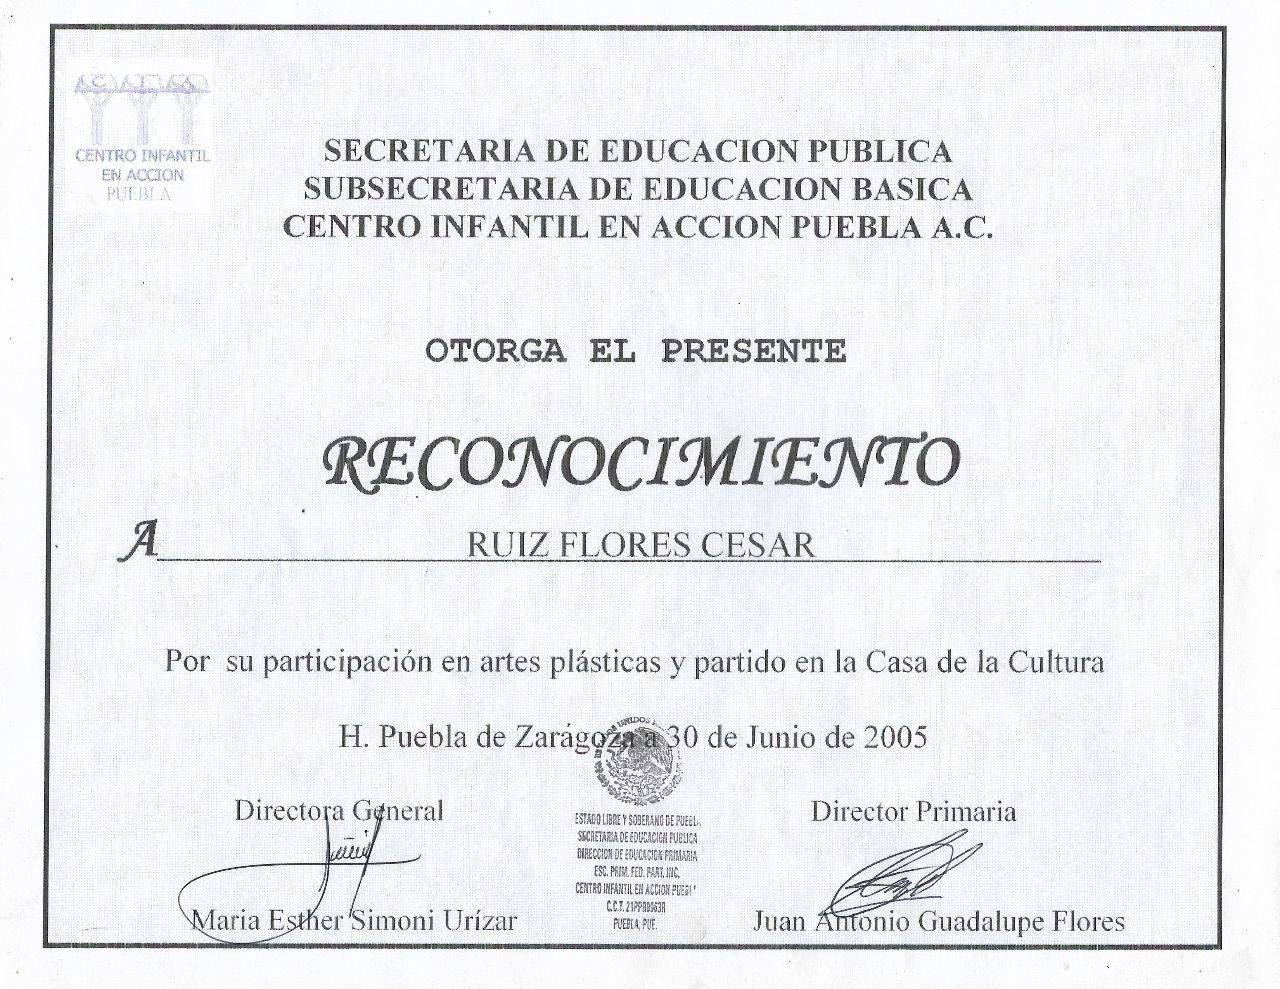 A C I A
CENTRO INFANTIL
EN ACCION
PUEBLA
SECRETARIA DE EDUCACION PUBLICA
SUBSECRETARIA DE EDUCACION BASICA
CENTRO INFANTIL EN ACCION PUEBLA A.C.
OTORGA EL PRESENTE
RECONOCIMIENTO
A RUIZ FLORES CESAR
Por su participación en artes plásticas y partido en la Casa de la Cultura
H. Puebla de Zarágoza a 30 de Junio de 2005
UNIDOS
Directora General
Director Primaria
ESTADO LIBRE Y SOBERANO DE PUEBL
SECRETARIA DE EDUCACION PUBLICA
DIRECCION DE EDUCACION PRIMARIA
ESC. PRIM. FED. PART. INC.
CENTRO INFANTIL EN ACCION PUEBL
C.C.T. 21PPR0563R
PUEBLA, PUE.
Maria Esther Simoni Urízar
Juan Antonio Guadalupe Flores